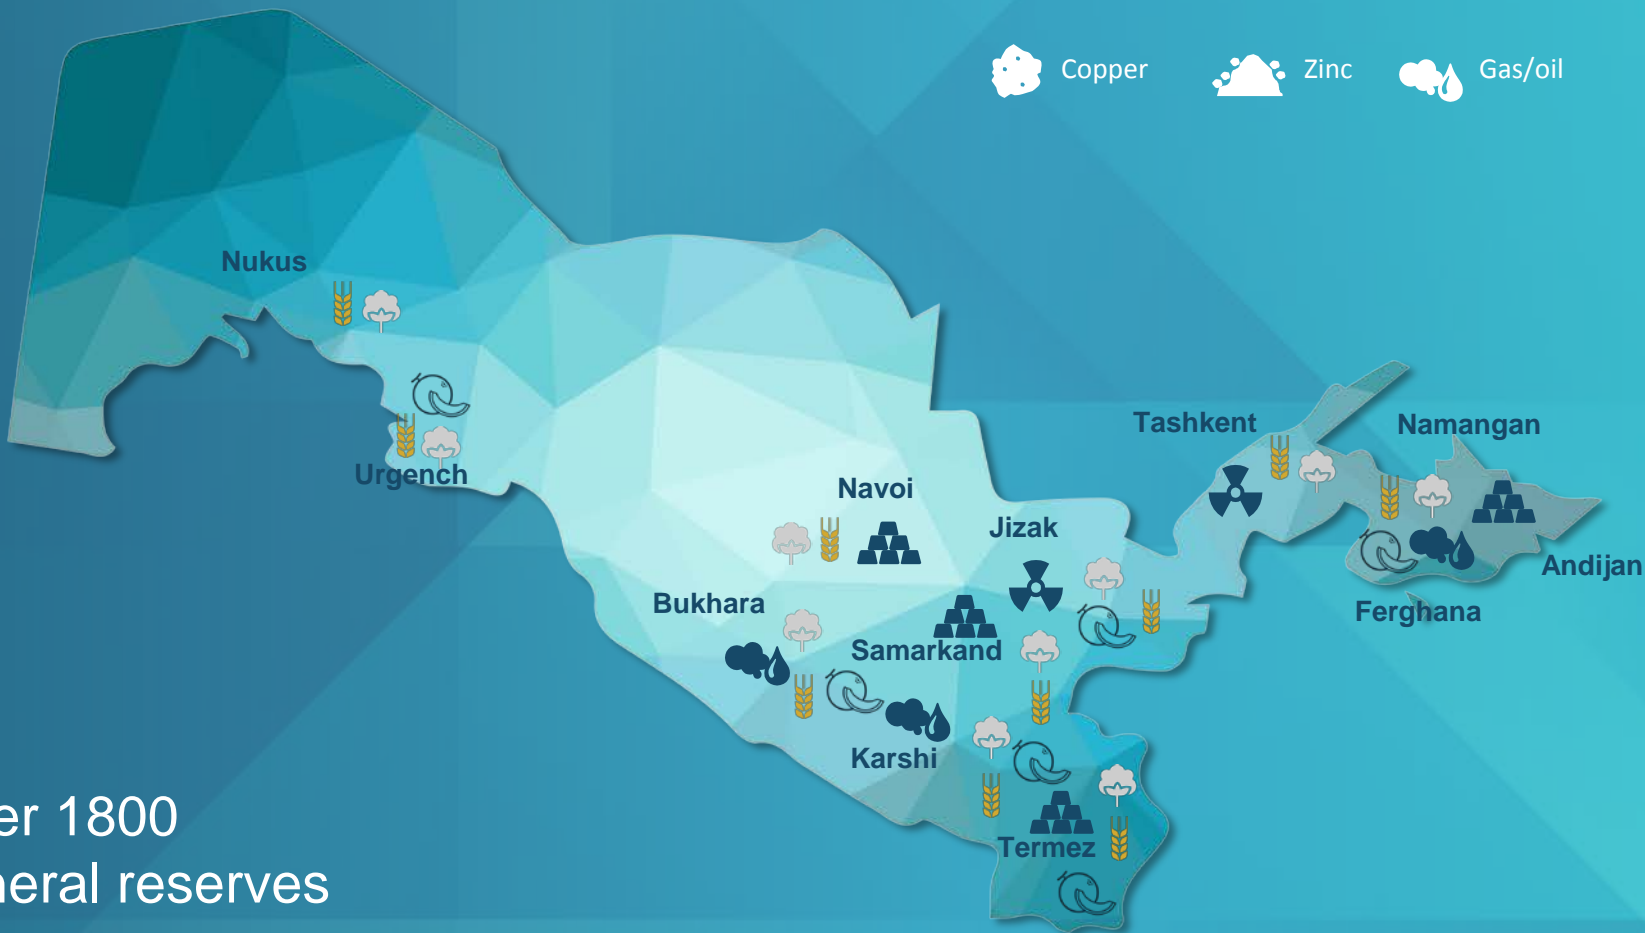 Copper Zinc Gas/oil
Nukus
Tashkent
Namangan
Urgench
Navoi
Jizak
Andijan
Bukhara
Ferghana
Samarkand
Karshi
Termez
er 1800
neral reserves